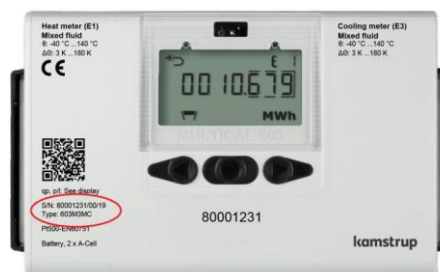 Heat meter (E1)
Mixed fluid
θ: -40 °C ...140 °C
ΔΘ: 3 K ...180 K
CE
Cooling meter (E3)
Mixed fluid
θ: -40 °C ...140 °C
ΔΘ: 3 K ...180 K
E 1
0010.679
MWh
MULTICAL 603
qp, p/l: See display
S/N: 80001231/00/19
Type: 603M3MC
Pt500-EN60751
Battery, 2 x A-Cell
80001231
kamstrup